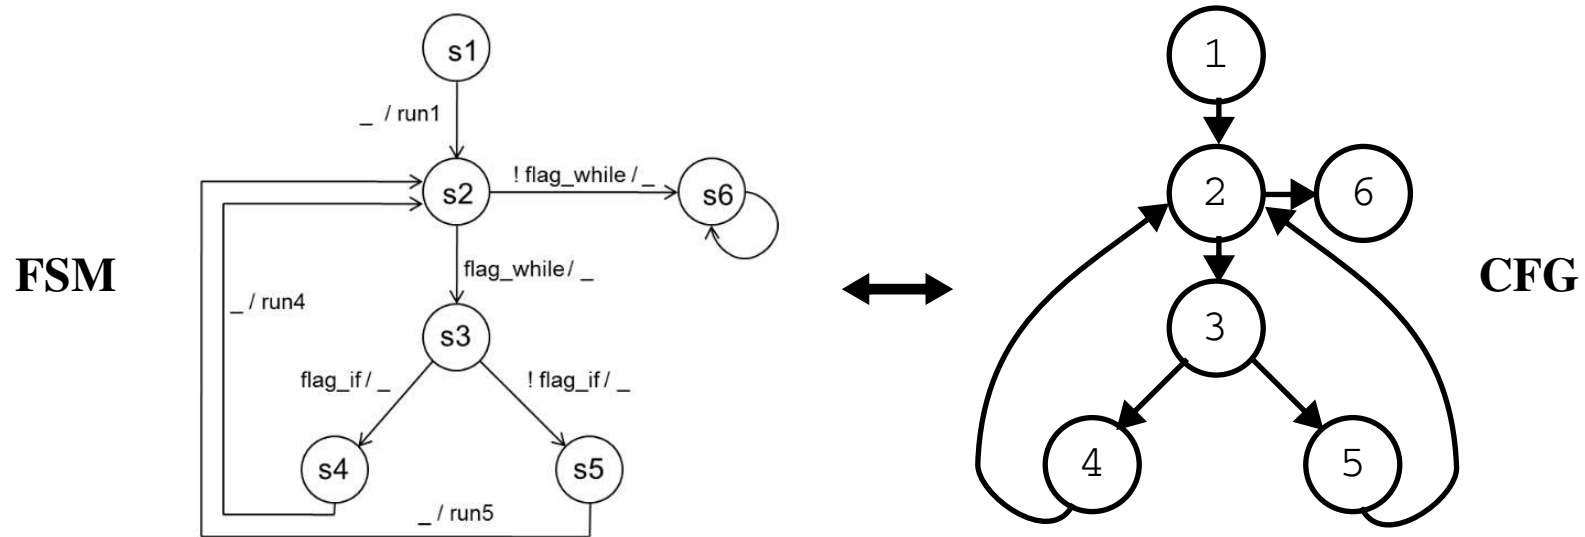 s1
_ / run1
s2
! flag_while / _
s6
FSM
flag_while / _
_ / run4
s3
flag_if / _
! flag_if / _
s4
s5
_ / run5
1
2
6
CFG
3
4
5